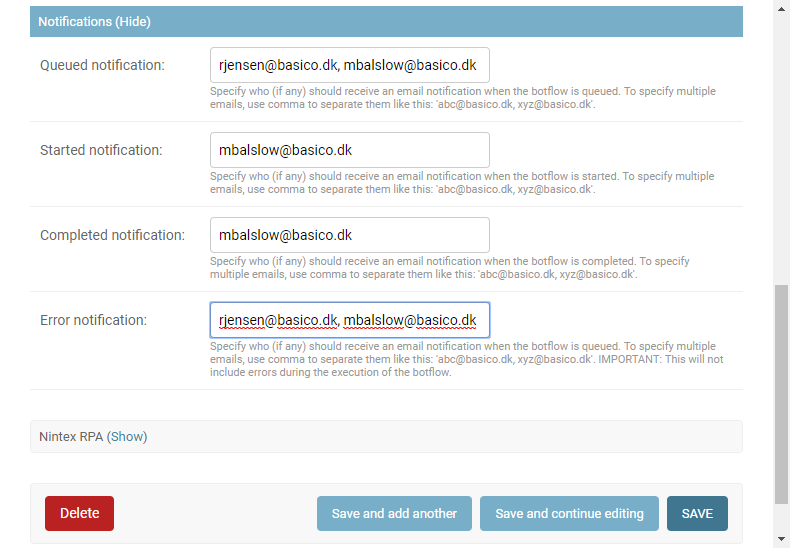 Notifications (Hide)
Queued notification:
rjensen@basico.dk, mbalslow@basico.dk
Specify who (if any) should receive an email notification when the botflow is queued. To specify multiple
emails, use comma to separate them like this: 'abc@basico.dk, xyz@basico.dk'.
Started notification:
mbalslow@basico.dk
Specify who (if any) should receive an email notification when the botflow is started. To specify multiple
emails, use comma to separate them like this: 'abc@basico.dk, xyz@basico.dk'.
Completed notification:
mbalslow@basico.dk
Specify who (if any) should receive an email notification when the botflow is completed. To specify
multiple emails, use comma to separate them like this: 'abc@basico.dk, xyz@basico.dk'.
Error notification:
rjensen@basico.dk, mbalslow@basico.dk
Specify who (if any) should receive an email notification when the botflow is queued. To specify multiple
emails, use comma to separate them like this: 'abc@basico.dk, xyz@basico.dk'. IMPORTANT: This will not
include errors during the execution of the botflow.
Nintex RPA (Show)
Delete
Save and add another
Save and continue editing
SAVE